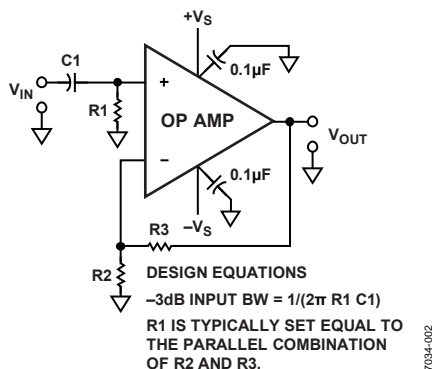 +VS
C1
0.1µF
VIN
R1
+
OP AMP
VOUT
–
0.1µF
–VS
R3
R2
DESIGN EQUATIONS
–3dB INPUT BW = 1/(2π R1 C1)
R1 IS TYPICALLY SET EQUAL TO
THE PARALLEL COMBINATION
OF R2 AND R3.
7034-002